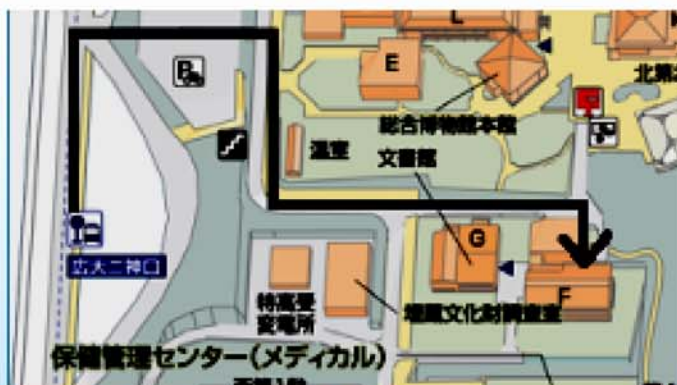 L
E
P
北第
総合博物館本館
温室
文書館
G
広大二神口
F
特高受
変電所
埋蔵文化財調査室
保健管理センター(メディカル)